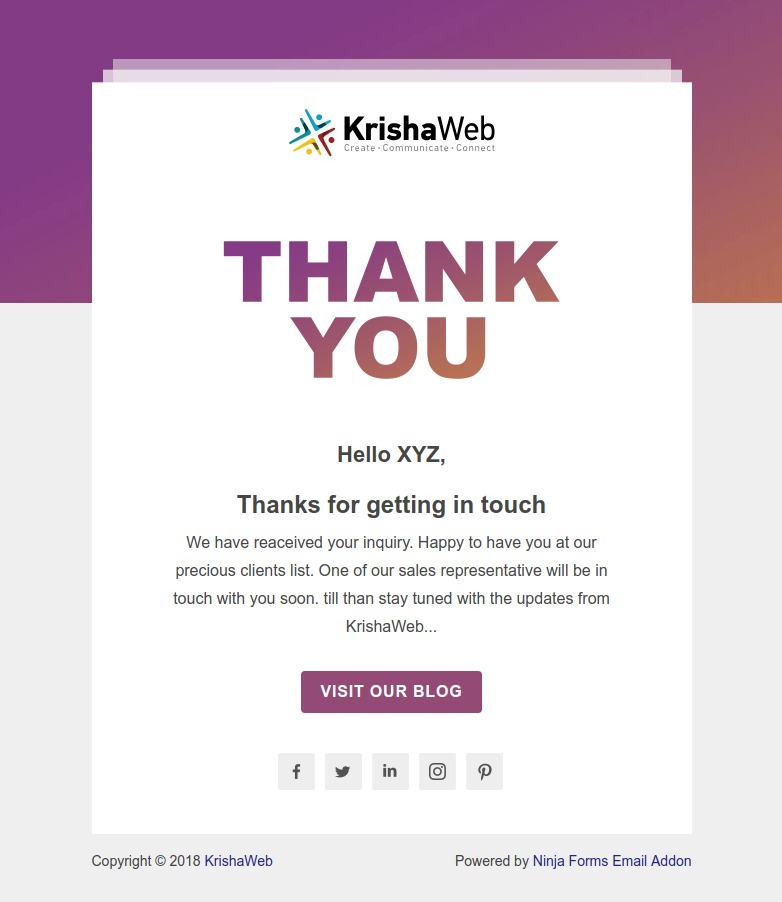 KrishaWeb
Create · Communicate · Connect
THANK
YOU
Hello XYZ,
Thanks for getting in touch
We have reaceived your inquiry. Happy to have you at our
precious clients list. One of our sales representative will be in
touch with you soon. till than stay tuned with the updates from
KrishaWeb...
VISIT OUR BLOG
Copyright © 2018 KrishaWeb
Powered by Ninja Forms Email Addon